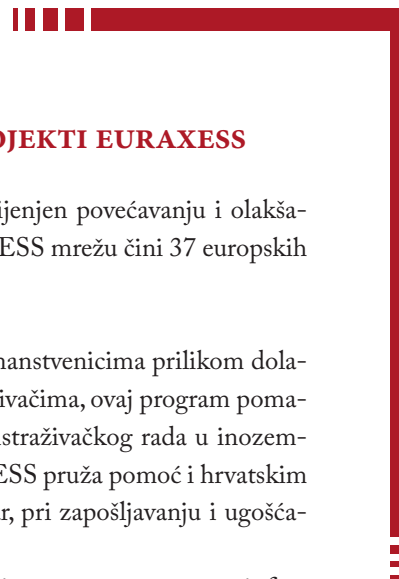 OJEKTI EURAXESS
ijenjen povećavanju i olakša-
ESS mrežu čini 37 europskih
nanstvenicima prilikom dola-
ivačima, ovaj program poma-
istraživačkog rada u inozem-
ESS pruža pomoć i hrvatskim
r, pri zapošljavanju i ugošća-